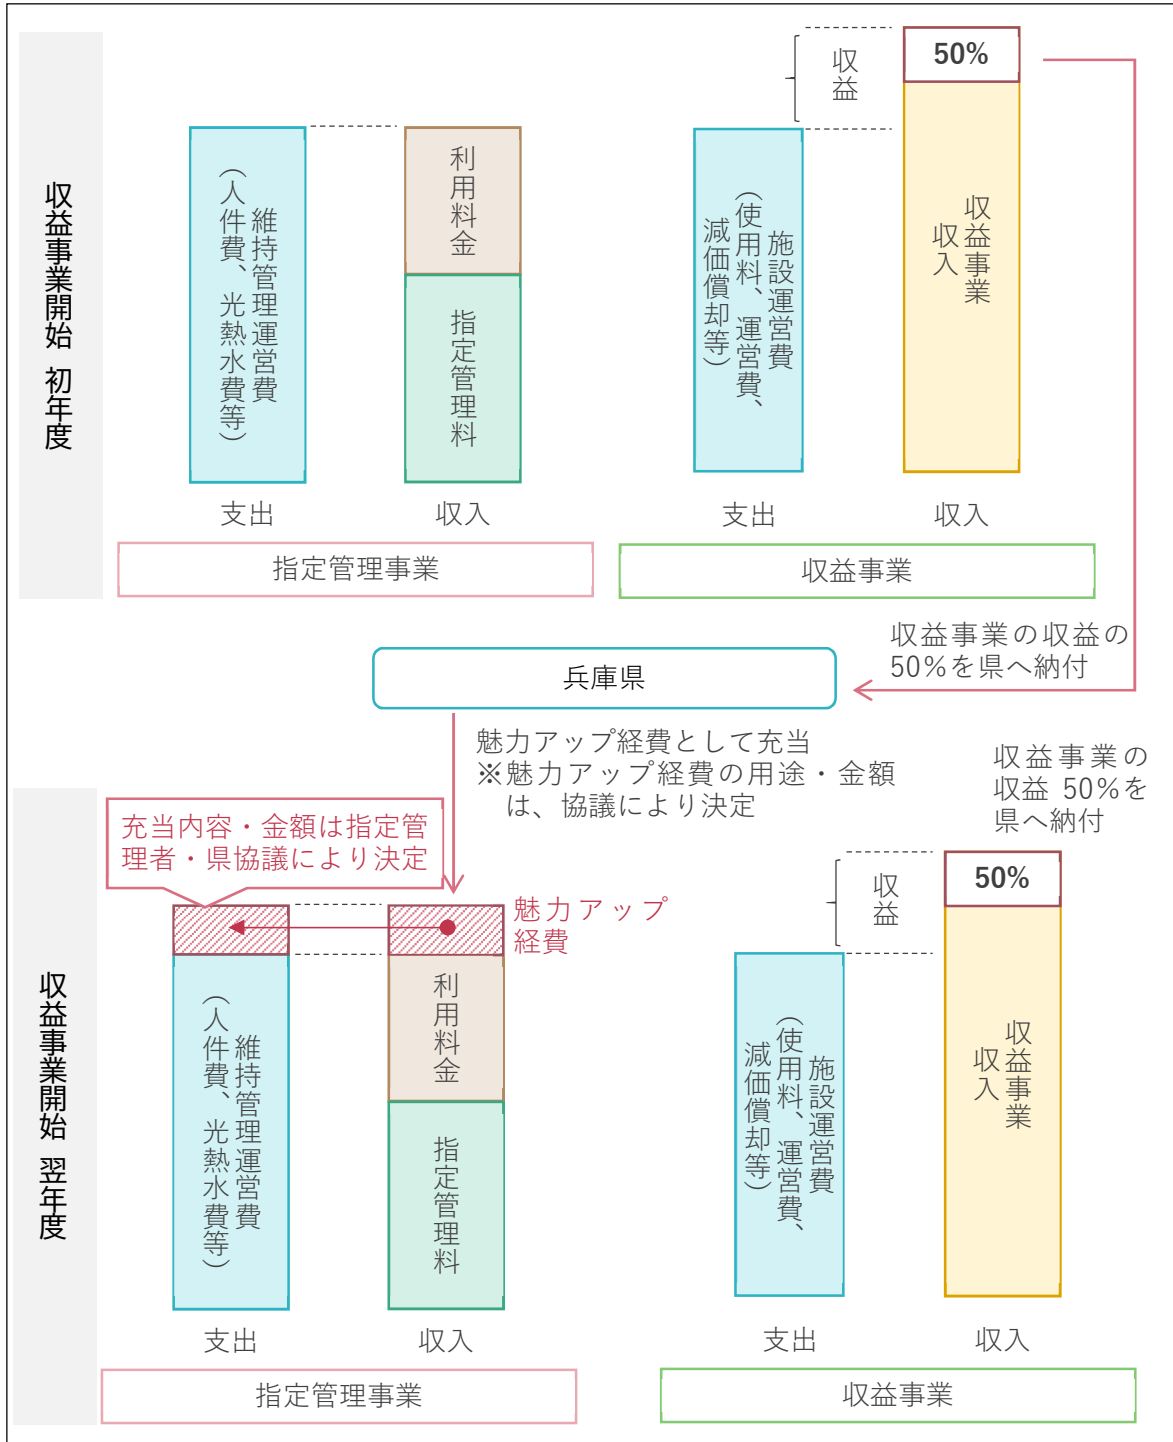 収益事業開始 初年度
維持管理運営費
(人件費、光熱水費等)
利用料金
指定管理料
支出
収入
指定管理事業
収益
50%
施設運営費
(使用料、運営費、
減価償却等)
収益事業
収入
支出
収入
収益事業
収益事業の収益の
50%を県へ納付
兵庫県
魅力アップ経費として充当
※魅力アップ経費の用途・金額
は、協議により決定
収益事業の
収益 50%を
県へ納付
収益事業開始 翌年度
充当内容・金額は指定管
理者・県協議により決定
魅力アップ
経費
維持管理運営費
(人件費、光熱水費等)
利用料金
指定管理料
支出
収入
指定管理事業
収益
50%
施設運営費
(使用料、運営費、
減価償却等)
収益事業
収入
支出
収入
収益事業